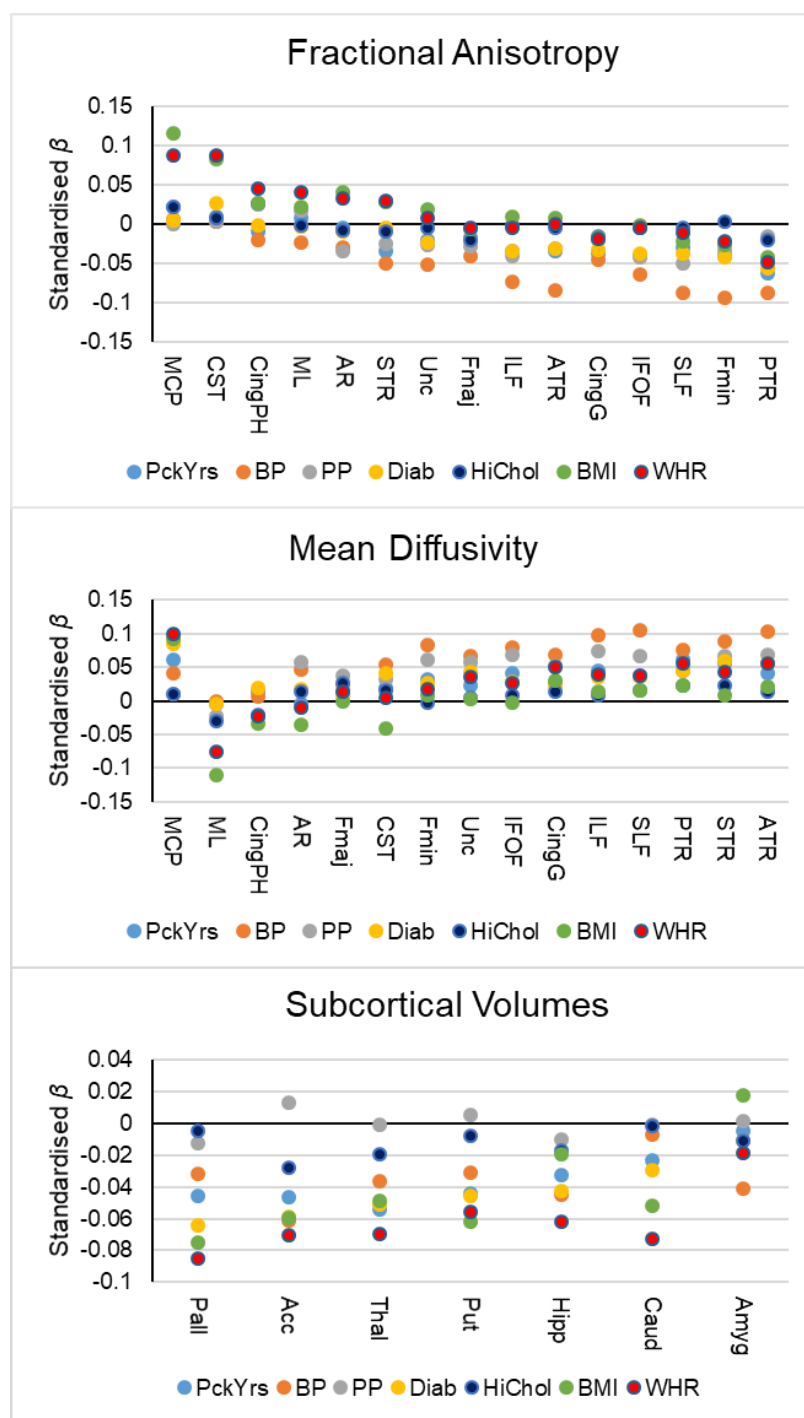 Fractional Anisotropy
Standardised β
0.15
0.1
0.05
0
-0.05
-0.1
-0.15
MCP
CST
CingPH
ML
AR
STR
Unc
Fmaj
ILF
ATR
CingG
IFOF
SLF
Fmin
PTR
PckYrs BP PP Diab HiChol BMI WHR
Mean Diffusivity
Standardised β
0.15
0.1
0.05
0
-0.05
-0.1
-0.15
MCP
ML
CingPH
AR
Fmaj
CST
Fmin
Unc
IFOF
CingG
ILF
SLF
PTR
STR
ATR
PckYrs BP PP Diab HiChol BMI WHR
Subcortical Volumes
Standardised β
0.04
0.02
0
-0.02
-0.04
-0.06
-0.08
-0.1
Pall
Acc
Thal
Put
Hipp
Caud
Amyg
PckYrs BP PP Diab HiChol BMI WHR